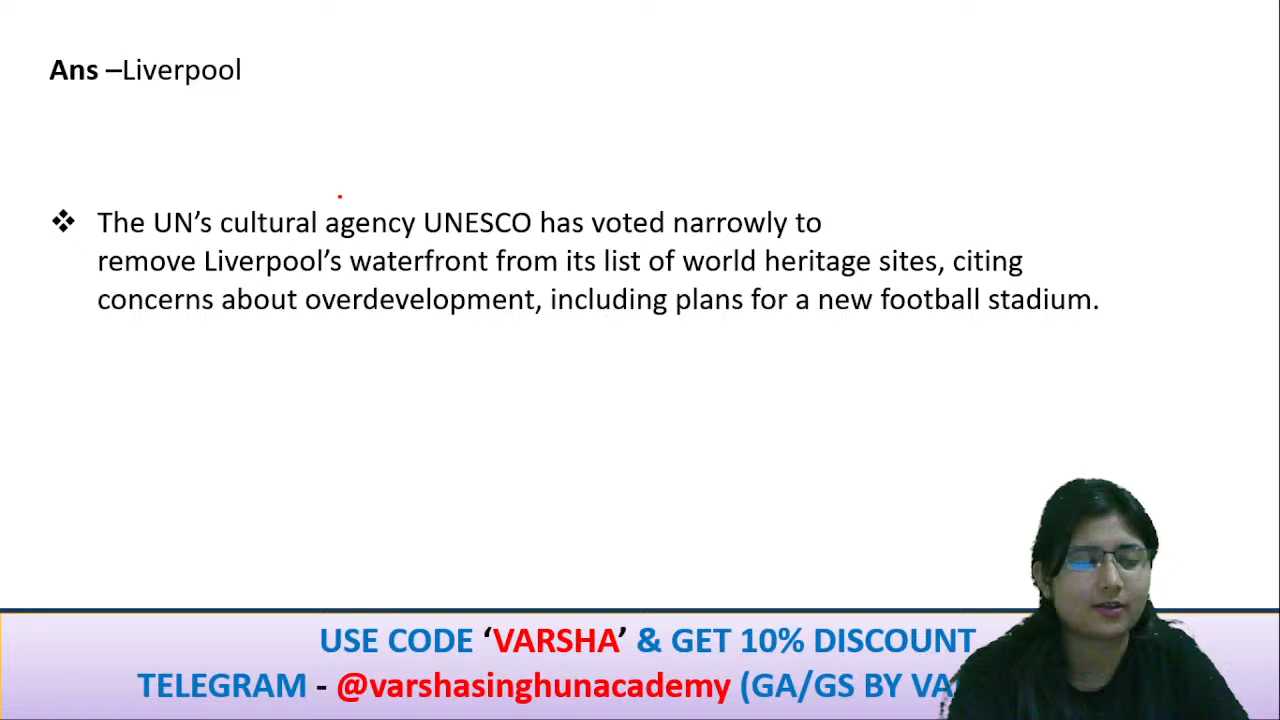 Ans –Liverpool
❖ The UN’s cultural agency UNESCO has voted narrowly to
remove Liverpool’s waterfront from its list of world heritage sites, citing
concerns about overdevelopment, including plans for a new football stadium.
USE CODE ‘VARSHA’ & GET 10% DISCOUNT
TELEGRAM - @varshasinghunacademy (GA/GS BY